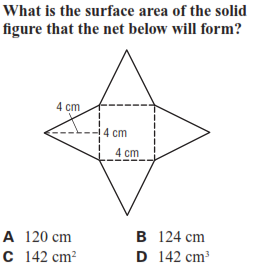 What is the surface area of the solid
figure that the net below will form?
4 cm
4 cm
4 cm
A 120 cm
B 124 cm
C 142 cm²
D 142 cm³